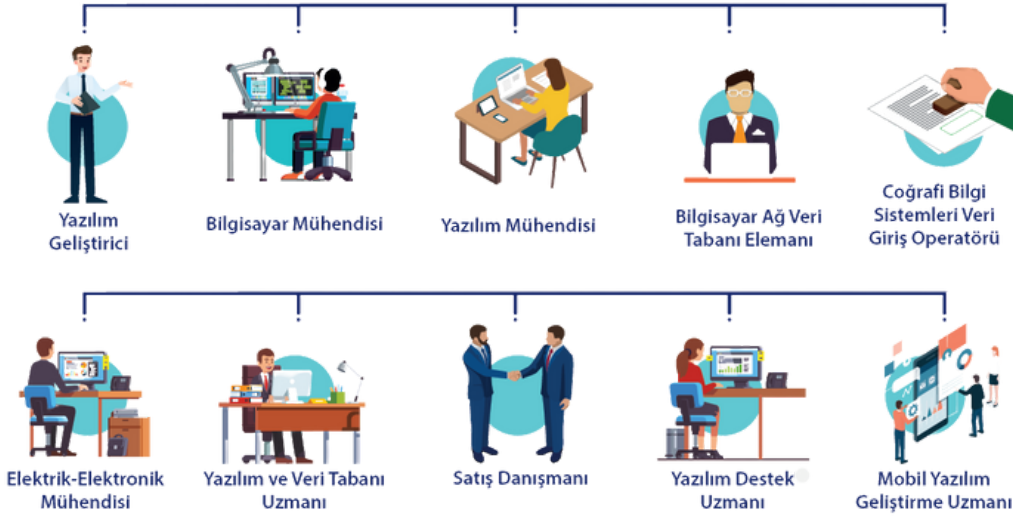 Yazılım
Geliştirici
Bilgisayar Mühendisi
Yazılım Mühendisi
Bilgisayar Ağ Veri
Tabanı Elemanı
Coğrafi Bilgi
Sistemleri Veri
Giriş Operatörü
Elektrik-Elektronik
Mühendisi
Yazılım ve Veri Tabanı
Uzmanı
Satış Danışmanı
Yazılım Destek
Uzmanı
Mobil Yazılım
Geliştirme Uzmanı